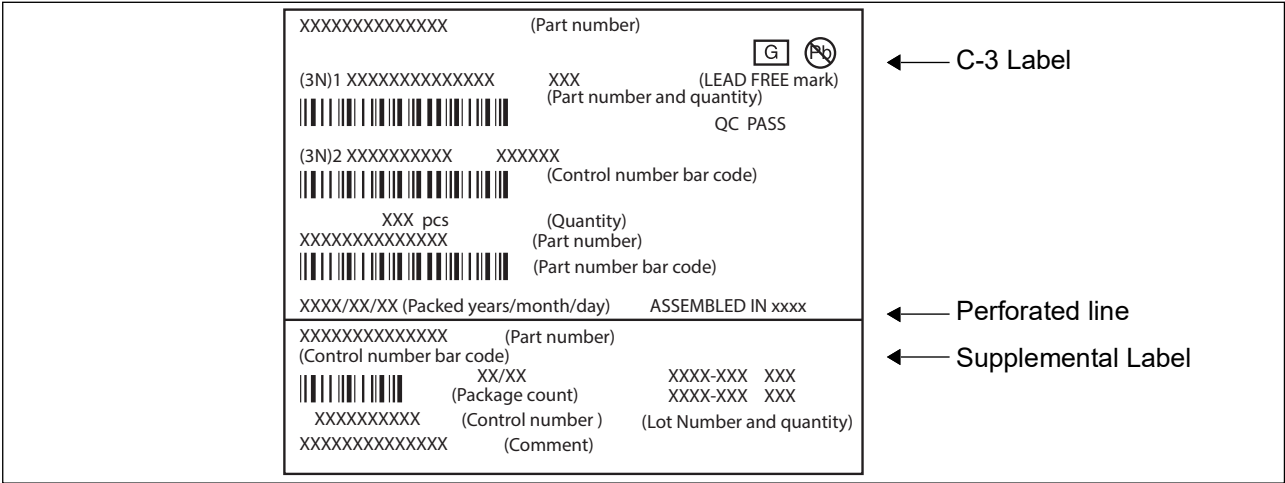 XXXXXXXXXXXXXX (Part number)
G Pb
C-3 Label
(3N)1 XXXXXXXXXXXXXX XXX (LEAD FREE mark)
(Part number and quantity)
QC PASS
(3N)2 XXXXXXXXXX XXXXXX
(Control number bar code)
XXX pcs (Quantity)
XXXXXXXXXXXXXX (Part number)
(Part number bar code)
XXXX/XX/XX (Packed years/month/day) ASSEMBLED IN xxxx
Perforated line
XXXXXXXXXXXXXX (Part number)
(Control number bar code)
Supplemental Label
XX/XX XXXX-XXX XXX
(Package count) XXXX-XXX XXX
XXXXXXXXXX (Control number ) (Lot Number and quantity)
XXXXXXXXXXXXXX (Comment)